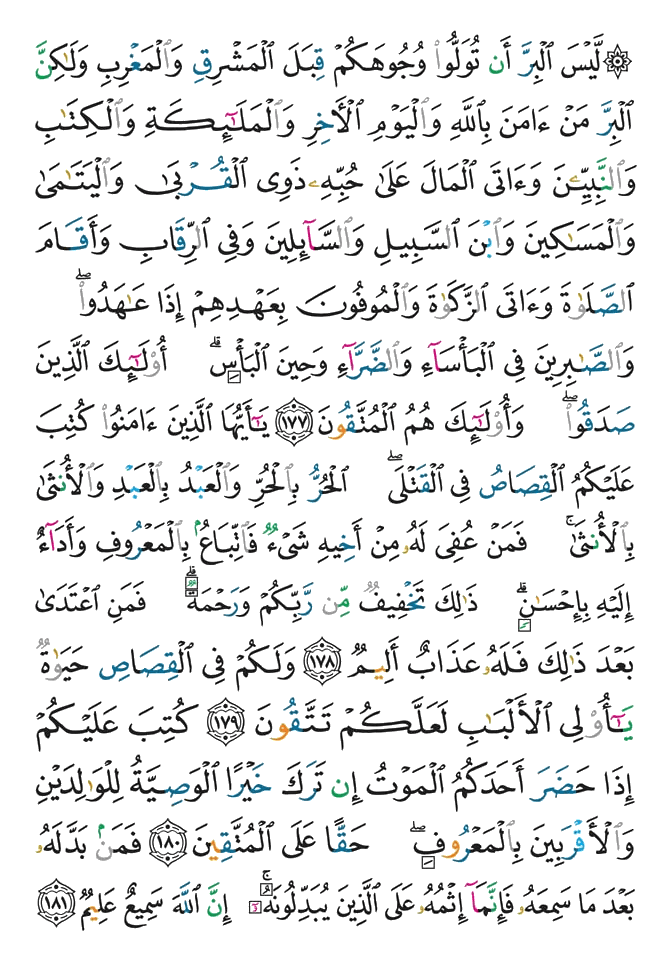 ۞لَّيْسَ ٱلْبِرَّ أَن تُوَلُّوا۟ وُجُوهَكُمْ قِبَلَ ٱلْمَشْرِقِ وَٱلْمَغْرِبِ وَلَٰكِنَّ
ٱلْبِرَّ مَنْ ءَامَنَ بِٱللَّهِ وَٱلْيَوْمِ ٱلْـَٔاخِرِ وَٱلْمَلَٰٓئِكَةِ وَٱلْكِتَٰبِ
وَٱلنَّبِيِّۦنَ وَءَاتَى ٱلْمَالَ عَلَىٰ حُبِّهِۦ ذَوِى ٱلْقُرْبَىٰ وَٱلْيَتَٰمَىٰ
وَٱلْمَسَٰكِينَ وَٱبْنَ ٱلسَّبِيلِ وَٱلسَّآئِلِينَ وَفِى ٱلرِّقَابِ وَأَقَامَ
ٱلصَّلَوٰةَ وَءَاتَى ٱلزَّكَوٰةَ وَٱلْمُوفُونَ بِعَهْدِهِمْ إِذَا عَٰهَدُوا۟ۖ
وَٱلصَّٰبِرِينَ فِى ٱلْبَأْسَآءِ وَٱلضَّرَّآءِ وَحِينَ ٱلْبَأْسِۗ أُو۟لَٰٓئِكَ ٱلَّذِينَ
صَدَقُوا۟ۖ وَأُو۟لَٰٓئِكَ هُمُ ٱلْمُتَّقُونَ ١٧٧ يَٰٓأَيُّهَا ٱلَّذِينَ ءَامَنُوا۟ كُتِبَ
عَلَيْكُمُ ٱلْقِصَاصُ فِى ٱلْقَتْلَىۖ ٱلْحُرُّ بِٱلْحُرِّ وَٱلْعَبْدُ بِٱلْعَبْدِ وَٱلْأُنثَىٰ
بِٱلْأُنثَىٰۚ فَمَنْ عُفِىَ لَهُۥ مِنْ أَخِيهِ شَىْءٌ فَٱتِّبَاعٌۢ بِٱلْمَعْرُوفِ وَأَدَآءٌ
إِلَيْهِ بِإِحْسَٰنٍۗ ذَٰلِكَ تَخْفِيفٌ مِّن رَّبِّكُمْ وَرَحْمَةٌۗ فَمَنِ ٱعْتَدَىٰ
بَعْدَ ذَٰلِكَ فَلَهُۥ عَذَابٌ أَلِيمٌ ١٧٨ وَلَكُمْ فِى ٱلْقِصَاصِ حَيَوٰةٌ
يَٰٓأُو۟لِى ٱلْأَلْبَٰبِ لَعَلَّكُمْ تَتَّقُونَ ١٧٩ كُتِبَ عَلَيْكُمْ
إِذَا حَضَرَ أَحَدَكُمُ ٱلْمَوْتُ إِن تَرَكَ خَيْرًا ٱلْوَصِيَّةُ لِلْوَٰلِدَيْنِ
وَٱلْأَقْرَبِينَ بِٱلْمَعْرُوفِۖ حَقًّا عَلَى ٱلْمُتَّقِينَ ١٨٠ فَمَنۢ بَدَّلَهُۥ
بَعْدَ مَا سَمِعَهُۥ فَإِنَّمَآ إِثْمُهُۥ عَلَى ٱلَّذِينَ يُبَدِّلُونَهُۥٓۚ إِنَّ ٱللَّهَ سَمِيعٌ عَلِيمٌ ١٨١